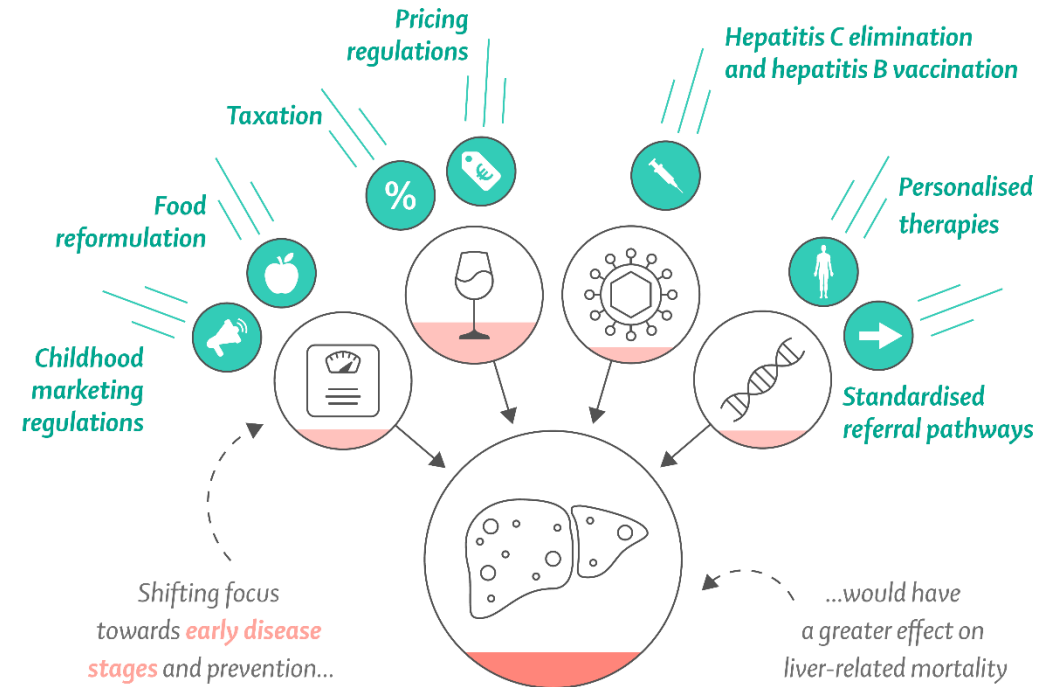 Pricing
regulations
Hepatitis C elimination
and hepatitis B vaccination
Taxation
%
€
Food
reformulation
Personalised
therapies
Childhood
marketing
regulations
Standardised
referral pathways
Shifting focus
towards early disease
stages and prevention...
...would have
a greater effect on
liver-related mortality